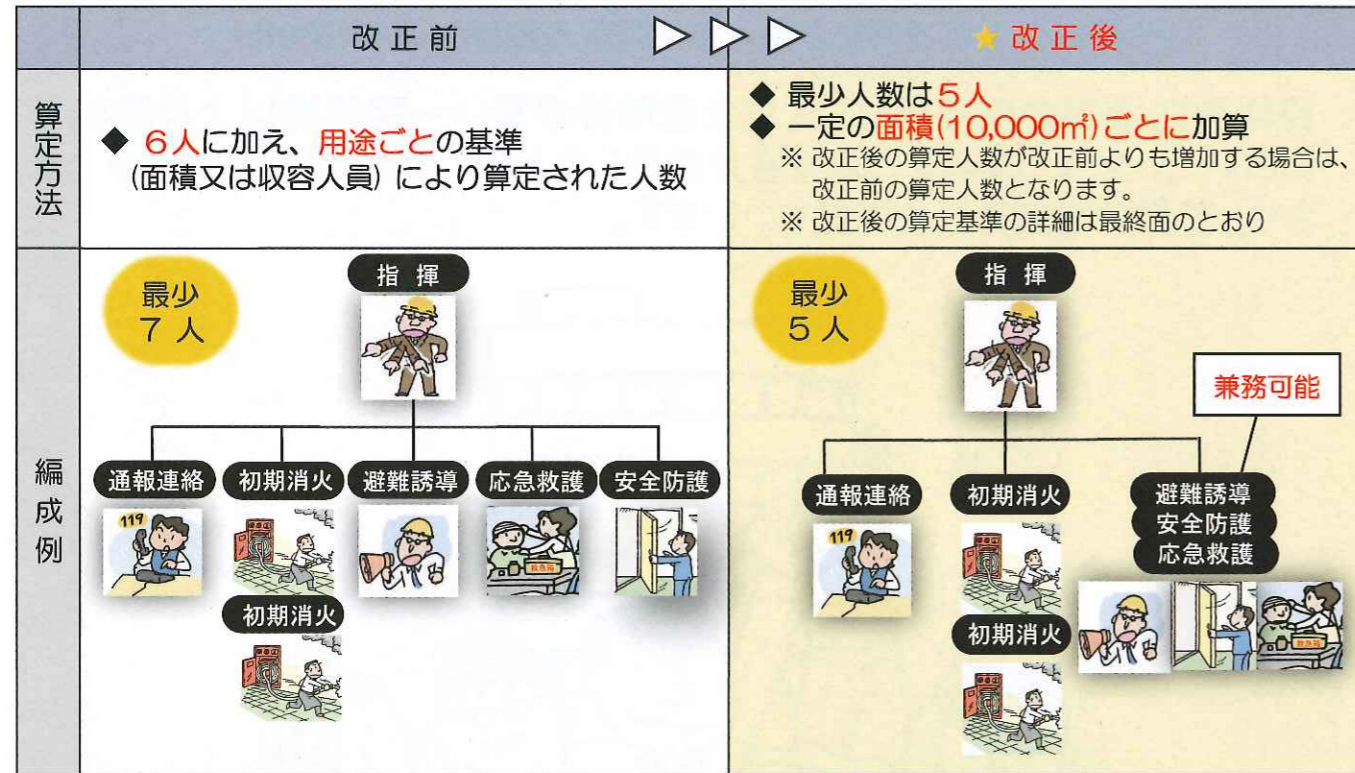 改正前
★改正後
算定方法
◆ 6人に加え、用途ごとの基準
(面積又は収容人員) により算定された人数
◆ 最少人数は5人
◆ 一定の面積(10,000㎡)ごとに加算
※ 改正後の算定人数が改正前よりも増加する場合は、
改正前の算定人数となります。
※ 改正後の算定基準の詳細は最終面のとおり
編成例
最少
7人
指揮
通報連絡
初期消火
避難誘導
応急救護
安全防護
119
救急箱
初期消火
最少
5人
指揮
兼務可能
通報連絡
初期消火
避難誘導
安全防護
応急救護
119
救急箱
初期消火